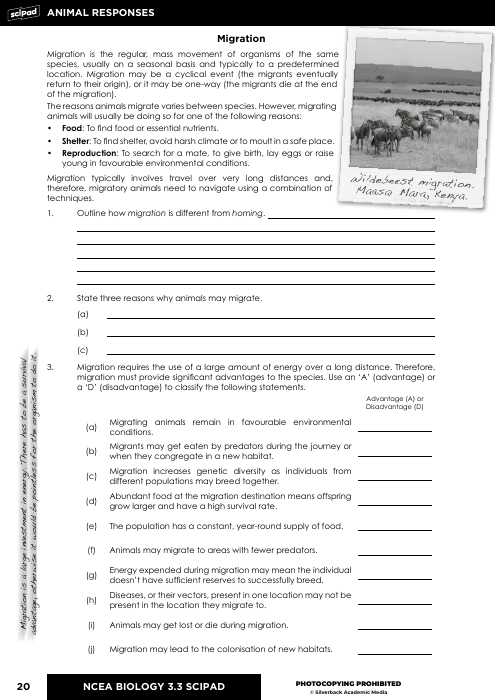 scipad ANIMAL RESPONSES
Migration
Migration is the regular, mass movement of organisms of the same
species, usually on a seasonal basis and typically to a predetermined
location. Migration may be a cyclical event (the migrants eventually
return to their origin), or it may be one-way (the migrants die at the end
of the migration).
The reasons animals migrate varies between species. However, migrating
animals will usually be doing so for one of the following reasons:
• Food: To find food or essential nutrients.
• Shelter: To find shelter, avoid harsh climate or to moult in a safe place.
• Reproduction: To search for a mate, to give birth, lay eggs or raise
young in favourable environmental conditions.
Migration typically involves travel over very long distances and,
therefore, migratory animals need to navigate using a combination of
techniques.
Wildebeest migration.
Maasia Mara, Kenya.
1. Outline how migration is different from homing.
2. State three reasons why animals may migrate.
(a)
(b)
(c)
3. Migration requires the use of a large amount of energy over a long distance. Therefore,
migration must provide significant advantages to the species. Use an 'A' (advantage) or
a 'D' (disadvantage) to classify the following statements.
Advantage (A) or
Disadvantage (D)
(a) Migrating animals remain in favourable environmental
conditions.
(b) Migrants may get eaten by predators during the journey or
when they congregate in a new habitat.
(c) Migration increases genetic diversity as individuals from
different populations may breed together.
(d) Abundant food at the migration destination means offspring
grow larger and have a high survival rate.
(e) The population has a constant, year-round supply of food.
(f) Animals may migrate to areas with fewer predators.
(g) Energy expended during migration may mean the individual
doesn't have sufficient reserves to successfully breed.
(h) Diseases, or their vectors, present in one location may not be
present in the location they migrate to.
(i) Animals may get lost or die during migration.
(j) Migration may lead to the colonisation of new habitats.
Migration is a large investment in energy. There has to be a survival
advantage, otherwise it would be pointless for the organism to do it.
20 NCEA BIOLOGY 3.3 SCIPAD
PHOTOCOPYING PROHIBITED
© Silverback Academic Media